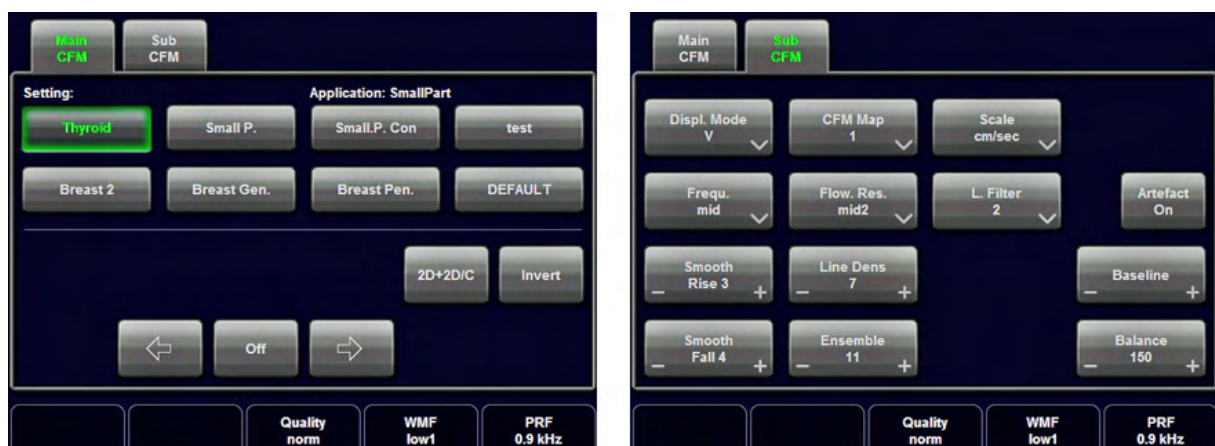 Main
CFM
Sub
CFM
Setting:
Application: SmallPart
Thyroid
Small P.
Small.P. Con
test
Breast 2
Breast Gen.
Breast Pen.
DEFAULT
2D+2D/C
Invert
Off
Quality
norm
WMF
low1
PRF
0.9 kHz
Main
CFM
Sub
CFM
Displ. Mode
V
CFM Map
1
Scale
cm/sec
Frequ.
mid
Flow. Res.
mid2
L. Filter
2
Artefact
On
Smooth
Rise 3
− +
Line Dens
7
− +
Baseline
− +
Smooth
Fall 4
− +
Ensemble
11
− +
Balance
150
− +
Quality
norm
WMF
low1
PRF
0.9 kHz